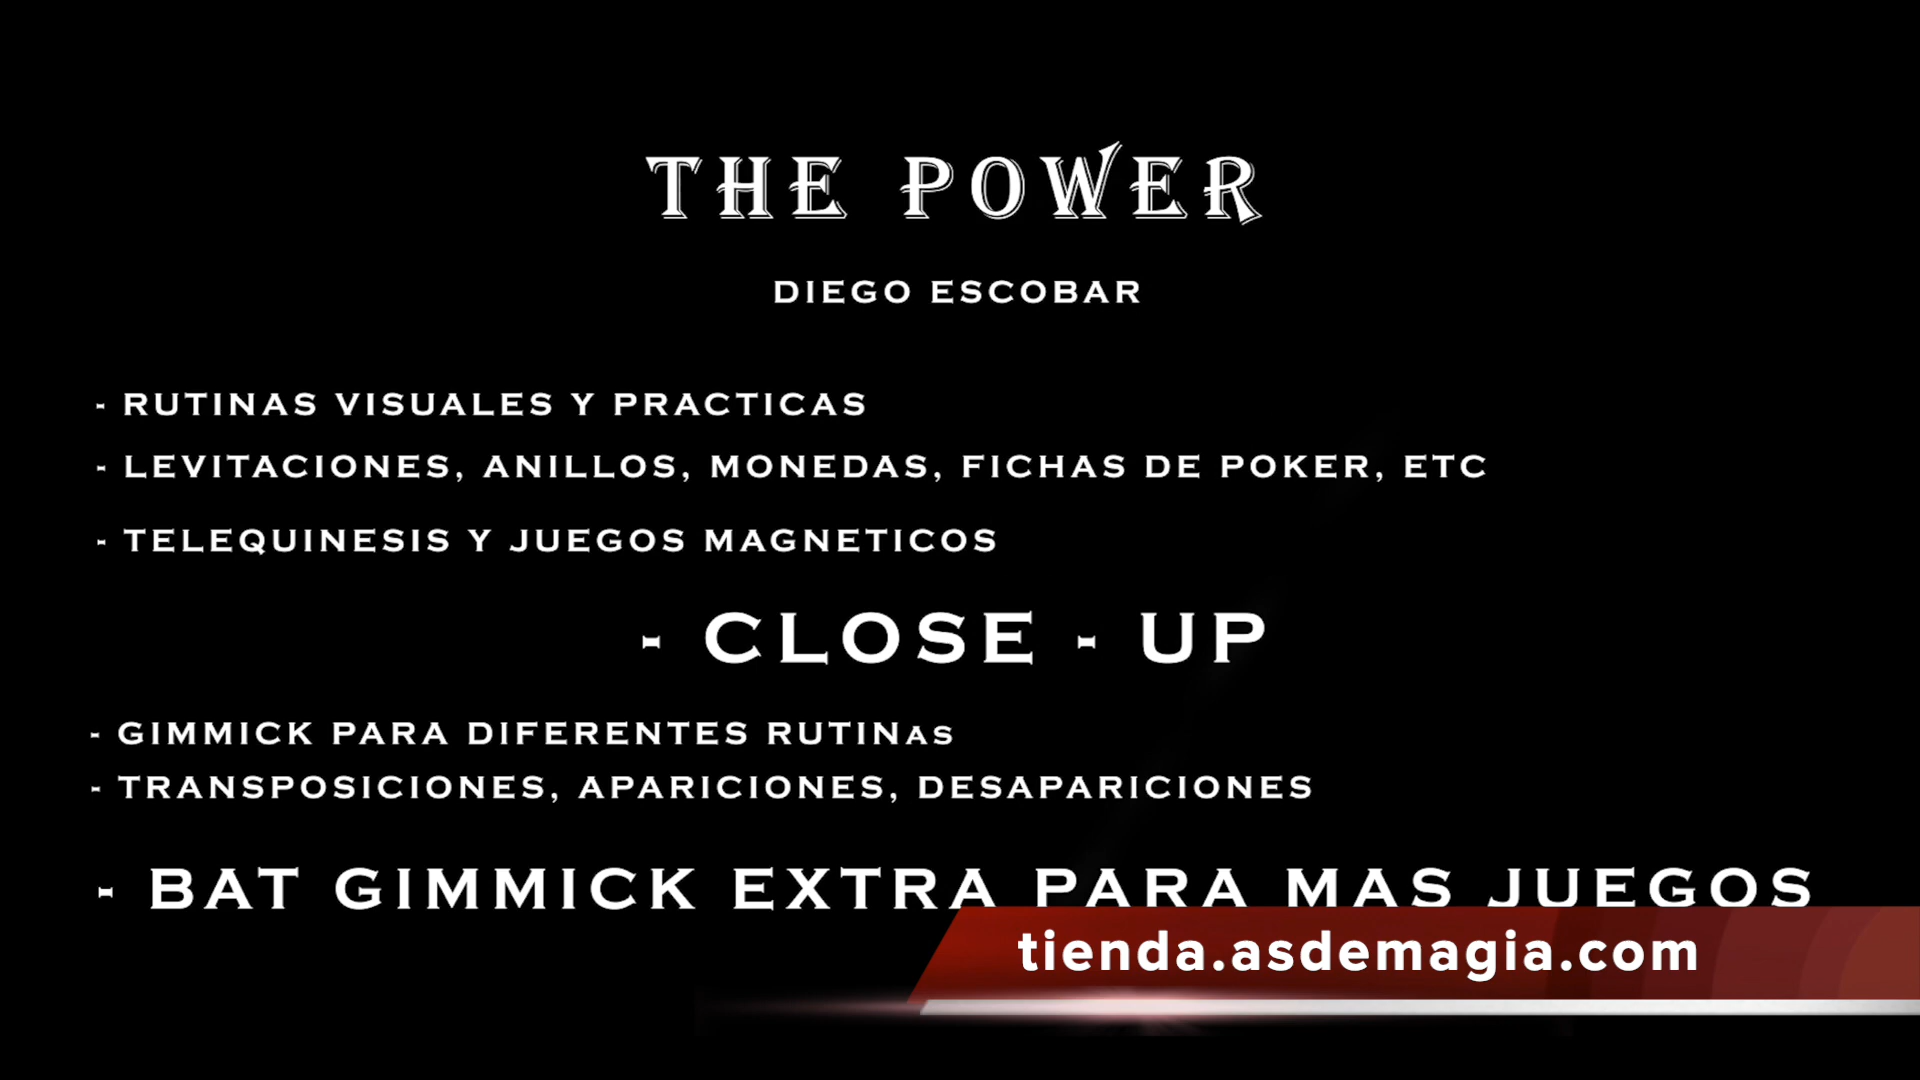 THE POWER
DIEGO ESCOBAR
- RUTINAS VISUALES Y PRACTICAS
- LEVITACIONES, ANILLOS, MONEDAS, FICHAS DE POKER, ETC
- TELEQUINESIS Y JUEGOS MAGNETICOS
- CLOSE - UP
- GIMMICK PARA DIFERENTES RUTINas
- TRANSPOSICIONES, APARICIONES, DESAPARICIONES
- BAT GIMMICK EXTRA PARA MAS JUEGOS
tienda.asdemagia.com